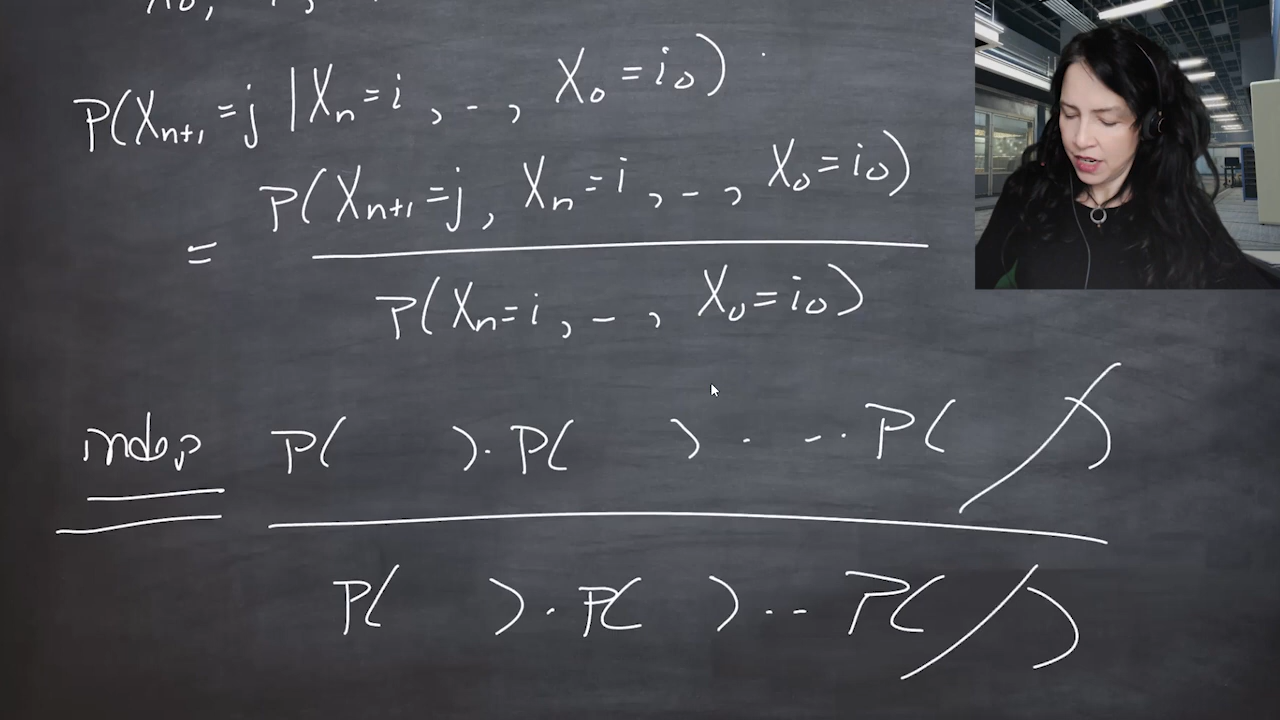 P(Xn+1 = j | Xn = i , - , X0 = i0)
P(Xn+1 = j , Xn = i , - , X0 = i0)
=
P(Xn = i , - , X0 = i0)
indep P( ) · P( ) · -- · P( )
P( ) · P( ) · -- P( )